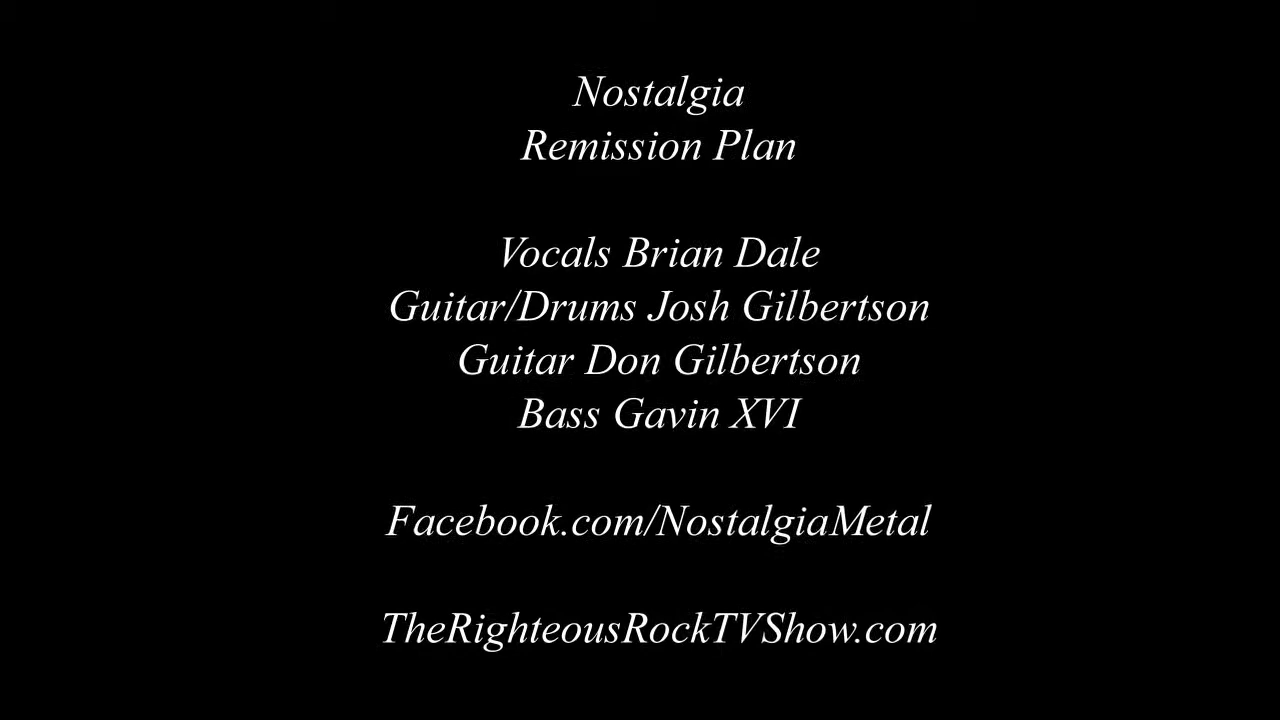 Nostalgia
Remission Plan
Vocals Brian Dale
Guitar/Drums Josh Gilbertson
Guitar Don Gilbertson
Bass Gavin XVI
Facebook.com/NostalgiaMetal
TheRighteousRockTVShow.com